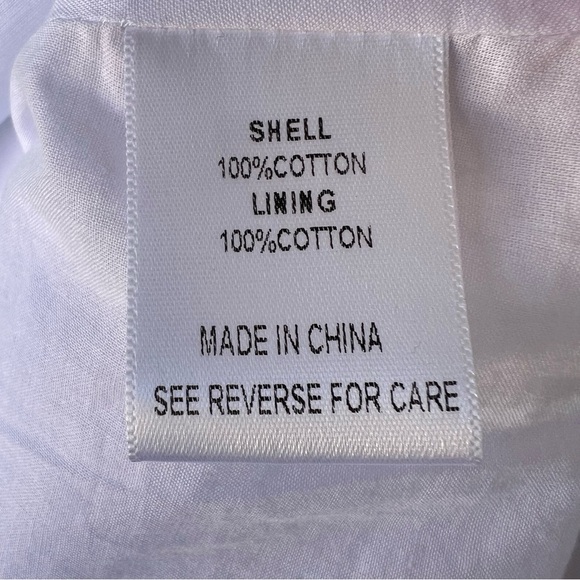 SHELL
100%COTTON
LINING
100%COTTON
MADE IN CHINA
SEE REVERSE FOR CARE